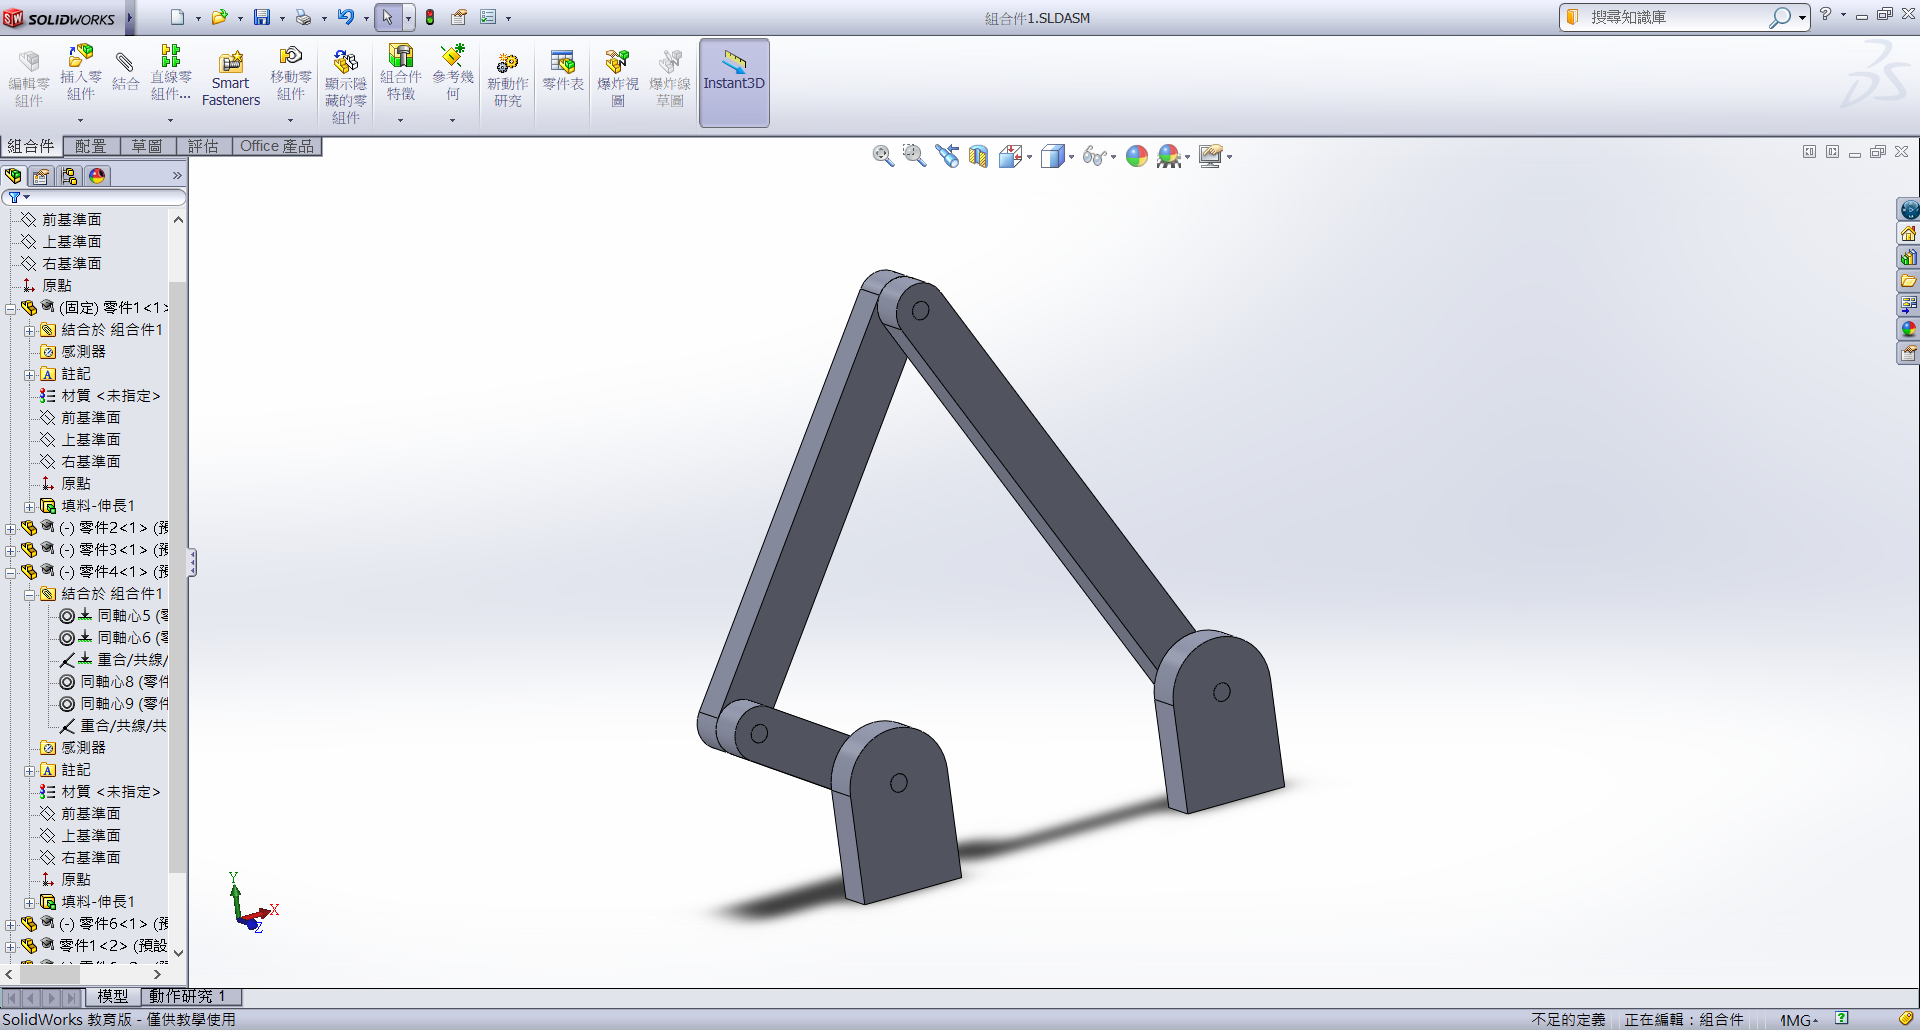 SOLIDWORKS
組合件1.SLDASM
搜尋知識庫
編輯零組件
插入零組件
結合
直線零組件...
Smart Fasteners
移動零組件
顯示隱藏的零組件
組合件特徵
參考幾何
新動作研究
零件表
爆炸視圖
爆炸線草圖
Instant3D
組合件
配置
草圖
評估
Office 產品
前基準面
上基準面
右基準面
原點
(固定) 零件1<1>
結合於 組合件1
感測器
註記
材質 <未指定>
前基準面
上基準面
右基準面
原點
填料-伸長1
(-) 零件2<1> (預
(-) 零件3<1> (預
(-) 零件4<1> (預
結合於 組合件1
同軸心5 (零
同軸心6 (零
重合/共線/
同軸心8 (零件
同軸心9 (零件
重合/共線/共
感測器
註記
材質 <未指定>
前基準面
上基準面
右基準面
原點
填料-伸長1
(-) 零件6<1> (預
零件1<2> (預設
Y
X
Z
模型
動作研究 1
SolidWorks 教育版 - 僅供教學使用
不足的定義
正在編輯：組合件
MMG